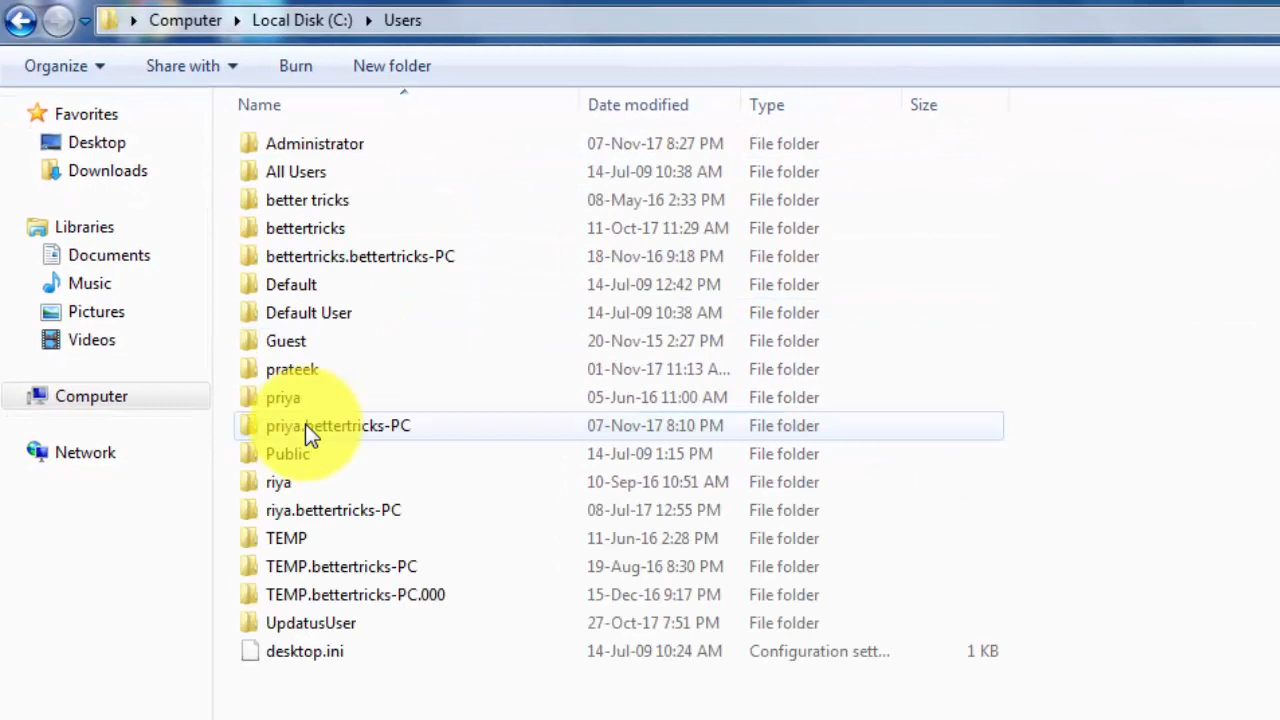 Computer Local Disk (C:) Users
Organize Share with Burn New folder
Favorites
Desktop
Downloads
Libraries
Documents
Music
Pictures
Videos
Computer
Network
Name Date modified Type Size
Administrator 07-Nov-17 8:27 PM File folder
All Users 14-Jul-09 10:38 AM File folder
better tricks 08-May-16 2:33 PM File folder
bettertricks 11-Oct-17 11:29 AM File folder
bettertricks.bettertricks-PC 18-Nov-16 9:18 PM File folder
Default 14-Jul-09 12:42 PM File folder
Default User 14-Jul-09 10:38 AM File folder
Guest 20-Nov-15 2:27 PM File folder
prateek 01-Nov-17 11:13 A... File folder
priya 05-Jun-16 11:00 AM File folder
priya.bettertricks-PC 07-Nov-17 8:10 PM File folder
Public 14-Jul-09 1:15 PM File folder
riya 10-Sep-16 10:51 AM File folder
riya.bettertricks-PC 08-Jul-17 12:55 PM File folder
TEMP 11-Jun-16 2:28 PM File folder
TEMP.bettertricks-PC 19-Aug-16 8:30 PM File folder
TEMP.bettertricks-PC.000 15-Dec-16 9:17 PM File folder
UpdatusUser 27-Oct-17 7:51 PM File folder
desktop.ini 14-Jul-09 10:24 AM Configuration sett... 1 KB